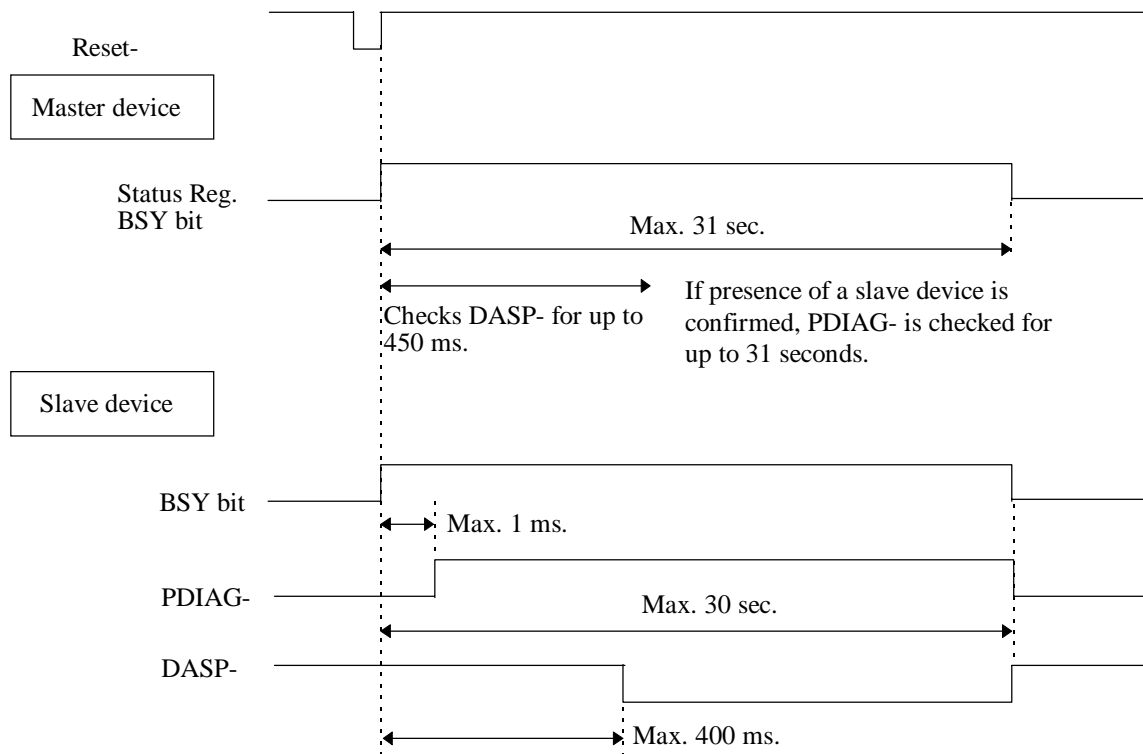 Reset-
Master device
Status Reg.
BSY bit
Max. 31 sec.
Checks DASP- for up to
450 ms.
If presence of a slave device is
confirmed, PDIAG- is checked for
up to 31 seconds.
Slave device
BSY bit
Max. 1 ms.
PDIAG-
Max. 30 sec.
DASP-
Max. 400 ms.